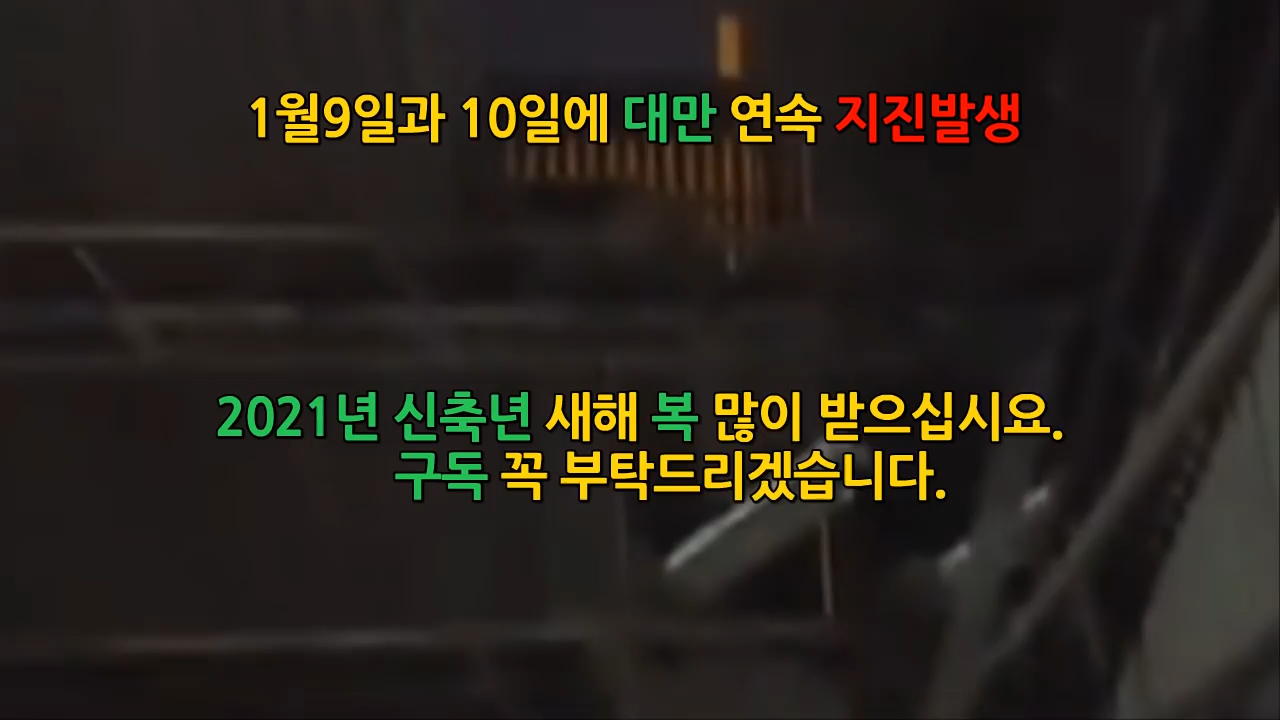 1월9일과 10일에 대만 연속 지진발생
2021년 신축년 새해 복 많이 받으십시요.
구독 꼭 부탁드리겠습니다.